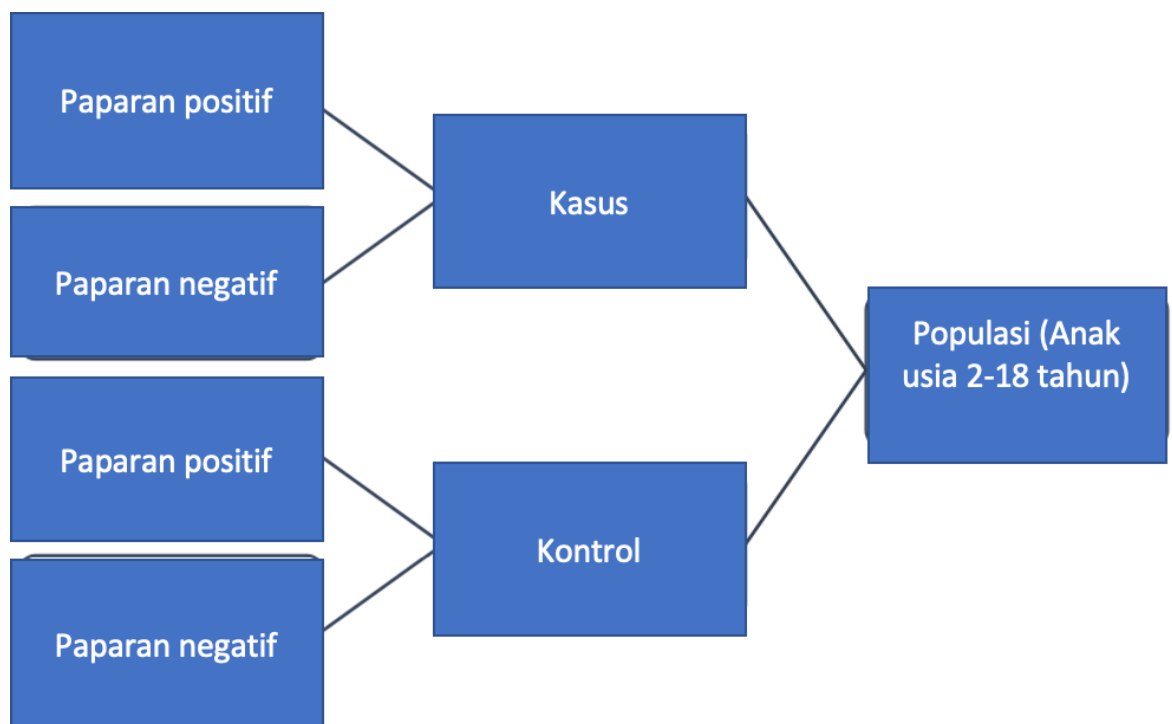 Paparan positif
Paparan negatif
Paparan positif
Paparan negatif
Kasus
Kontrol
Populasi (Anak
usia 2-18 tahun)